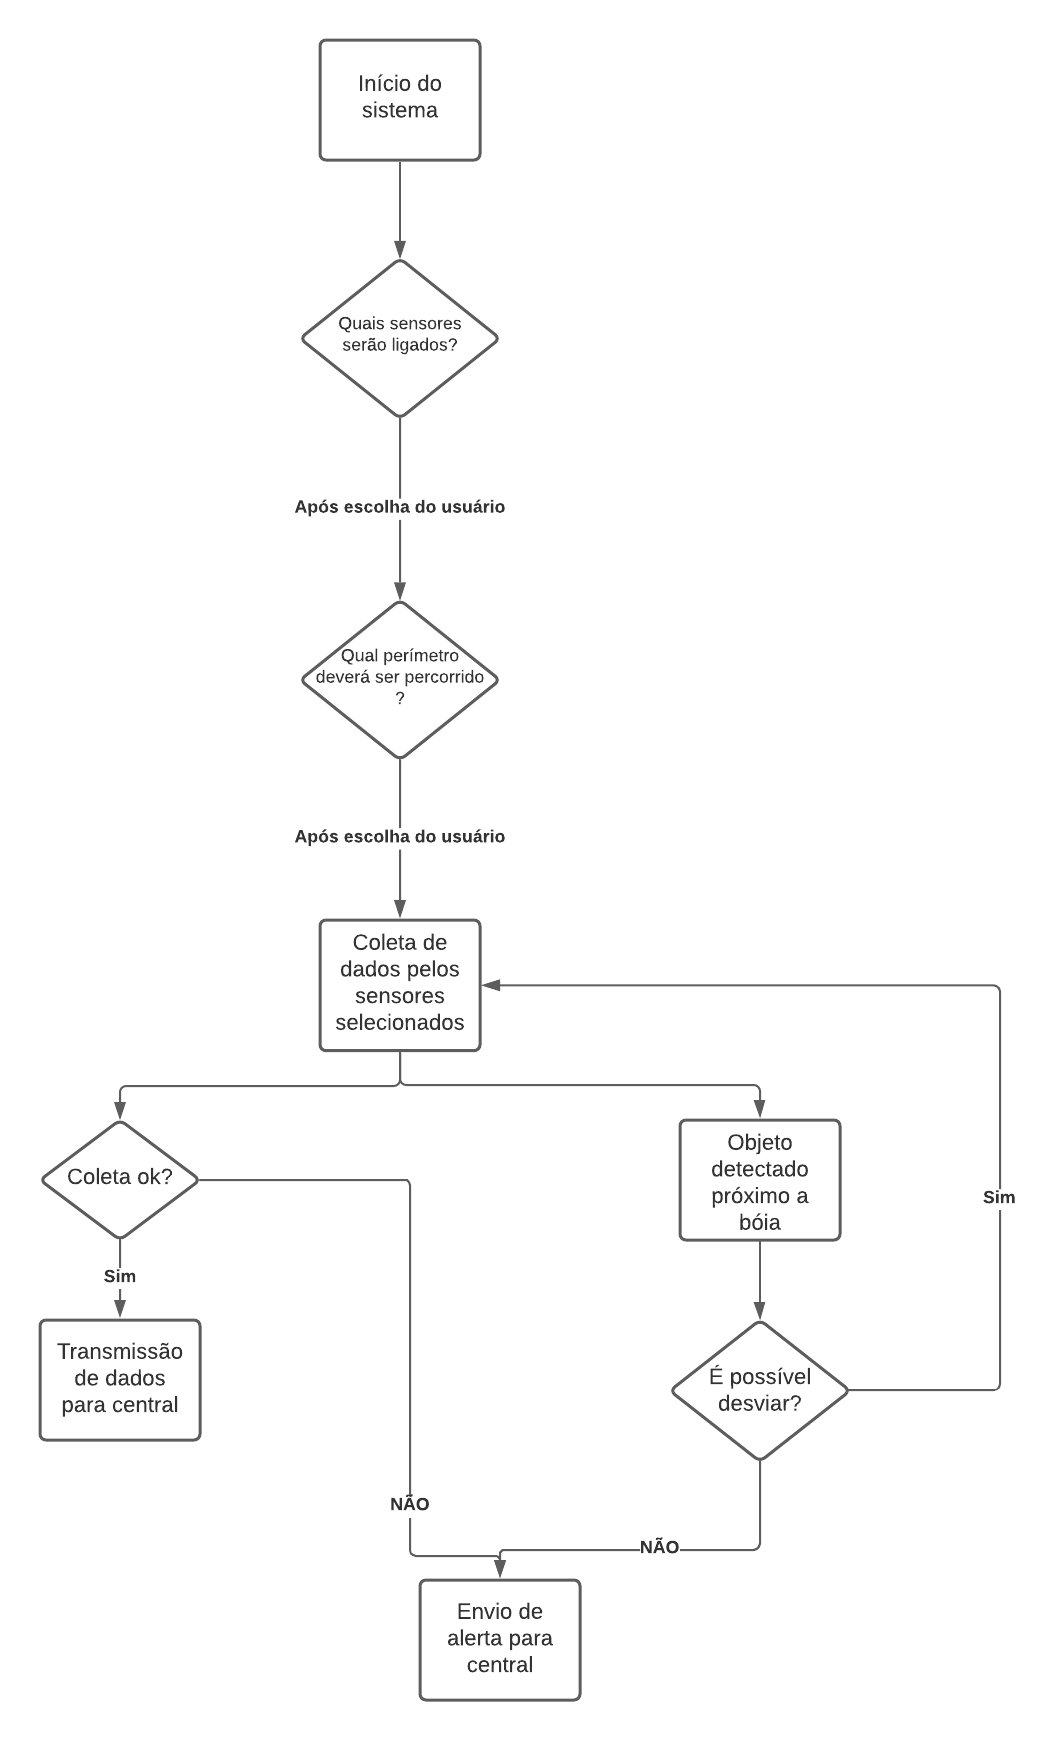 Início do
sistema
Quais sensores
serão ligados?
Após escolha do usuário
Qual perímetro
deverá ser percorrido
?
Após escolha do usuário
Coleta de
dados pelos
sensores
selecionados
Coleta ok?
Objeto
detectado
próximo a
bóia
Sim
Sim
Transmissão
de dados
para central
É possível
desviar?
NÃO
NÃO
Envio de
alerta para
central